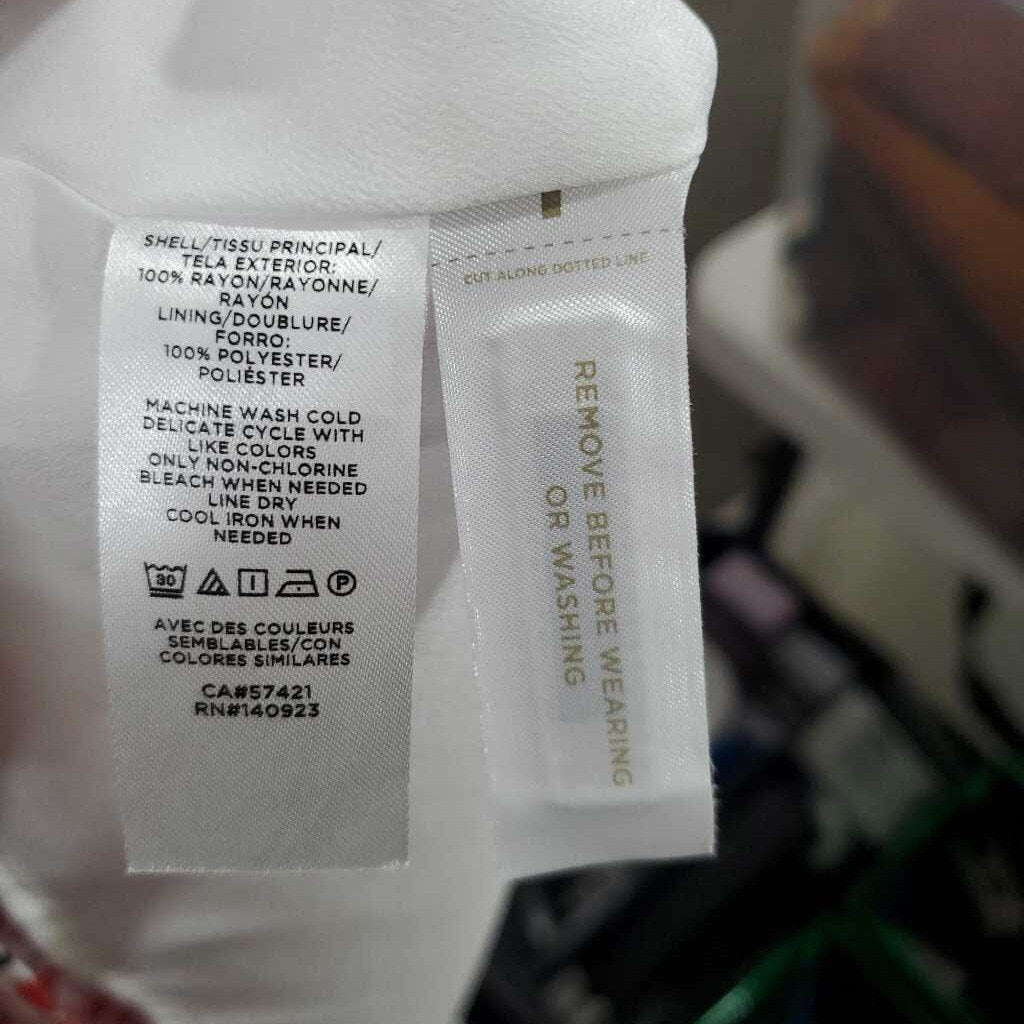 SHELL/TISSU PRINCIPAL/
TELA EXTERIOR:
100% RAYON/RAYONNE/
RAYÓN
LINING/DOUBLURE/
FORRO:
100% POLYESTER/
POLIÉSTER
MACHINE WASH COLD
DELICATE CYCLE WITH
LIKE COLORS
ONLY NON-CHLORINE
BLEACH WHEN NEEDED
LINE DRY
COOL IRON WHEN
NEEDED
30
P
AVEC DES COULEURS
SEMBLABLES/CON
COLORES SIMILARES
CA#57421
RN#140923
CUT ALONG DOTTED LINE
REMOVE BEFORE WEARING
OR WASHING